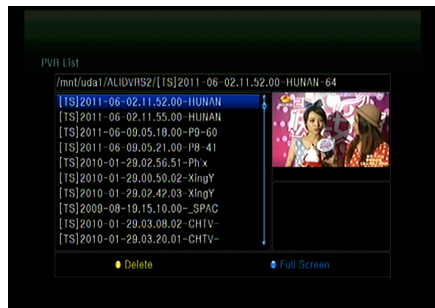 PVR List
/mnt/uda1/ALIDVRS2/[TS]2011-06-02.11.52.00-HUNAN-64
[TS]2011-06-02.11.52.00-HUNAN
[TS]2011-06-02.11.55.00-HUNAN
[TS]2011-06-09.05.18.00-P9-60
[TS]2011-06-09.05.21.00-P8-41
[TS]2010-01-29.02.56.51-Ph'x
[TS]2010-01-29.00.50.02-XingY
[TS]2010-01-29.02.42.03-XingY
[TS]2009-08-19.15.10.00-_SPAC
[TS]2010-01-29.03.08.02-CHTV-
[TS]2010-01-29.03.20.01-CHTV-
Delete
Full Screen